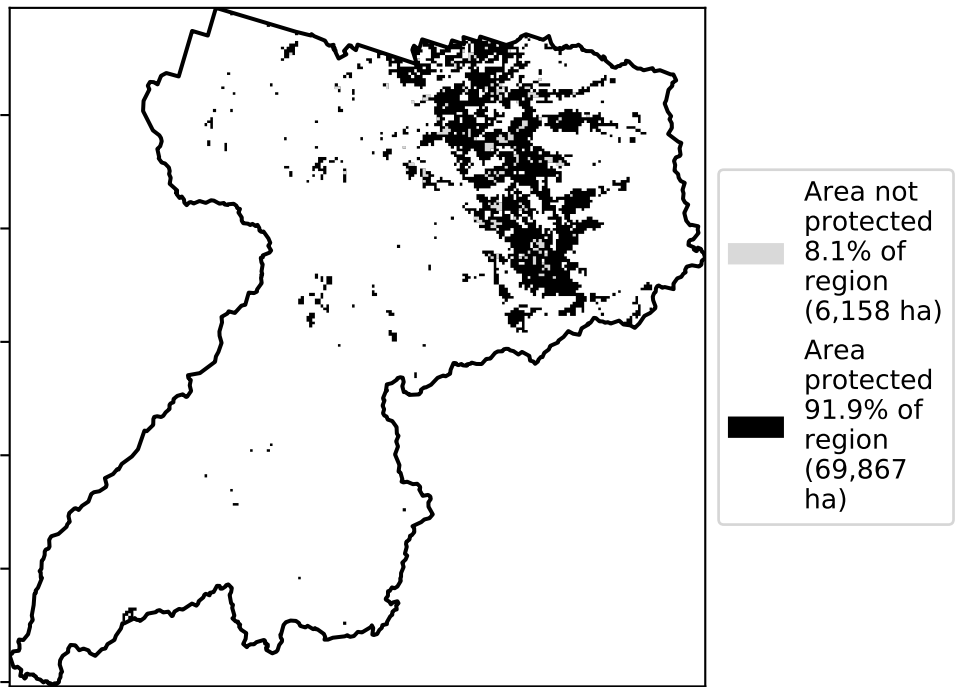 Area not
protected
8.1% of
region
(6,158 ha)
Area
protected
91.9% of
region
(69,867
ha)